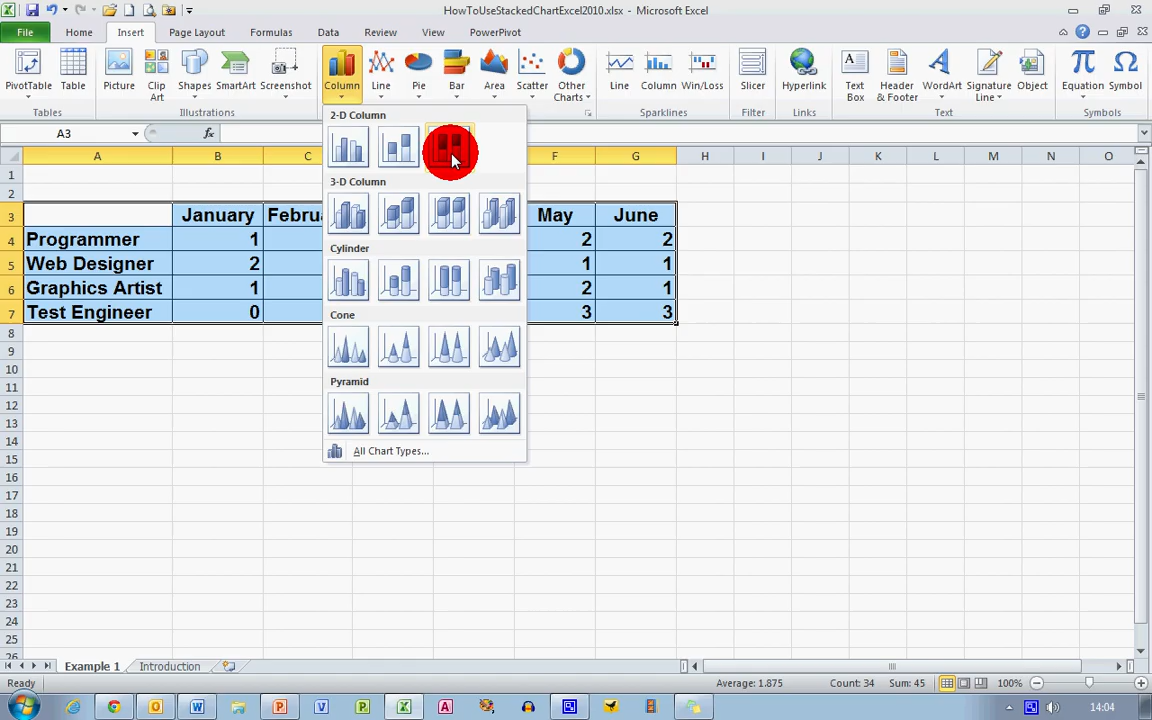 HowToUseStackedChartExcel2010.xlsx - Microsoft Excel
File Home Insert Page Layout Formulas Data Review View PowerPivot
PivotTable Table Picture Clip Art Shapes SmartArt Screenshot Column Line Pie Bar Area Scatter Other Charts Line Column Win/Loss Slicer Hyperlink Text Box Header & Footer WordArt Signature Line Object Equation Symbol
Tables Illustrations Sparklines Filter Links Text Symbols
A3 fx
2-D Column
3-D Column
Cylinder
Cone
Pyramid
All Chart Types...
A B F G H I J K L M N O
1
2
3 January Februa May June
4 Programmer 1 2 2
5 Web Designer 2 1 1
6 Graphics Artist 1 2 1
7 Test Engineer 0 3 3
8
9
10
11
12
13
14
15
16
17
18
19
20
21
22
23
24
25
26
Example 1 Introduction
Ready Average: 1.875 Count: 34 Sum: 45 100%
14:04